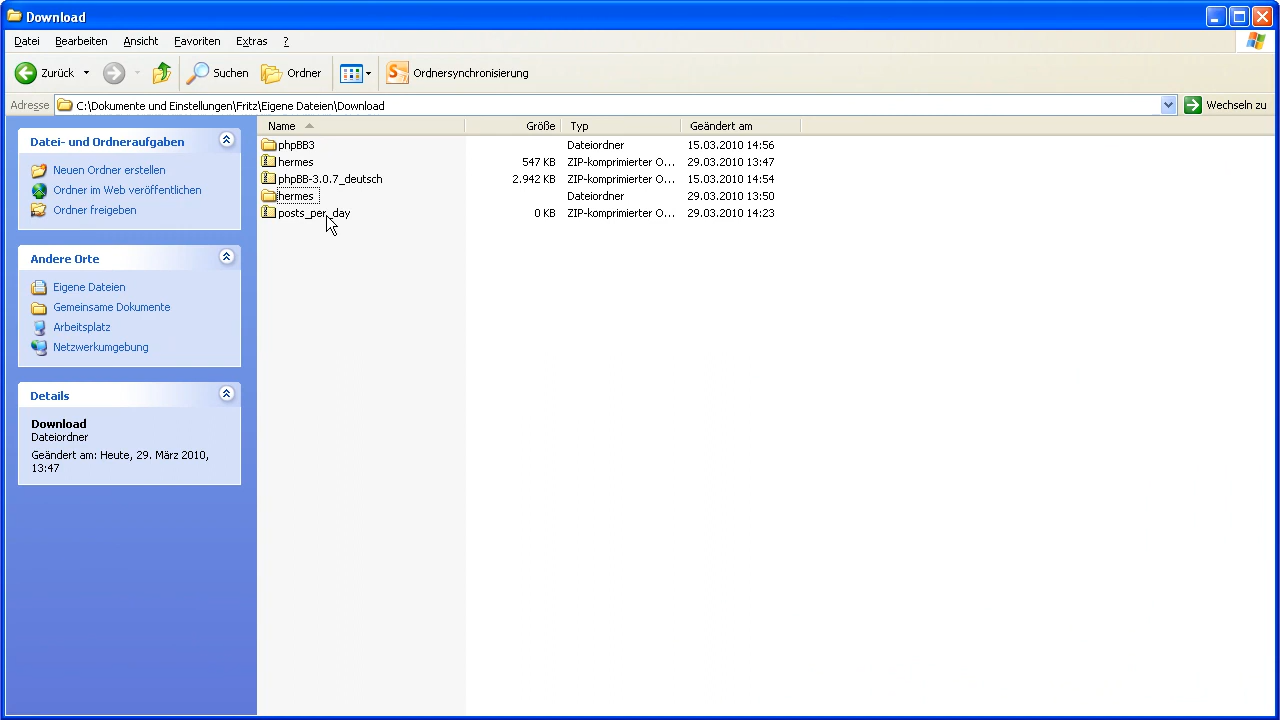 Download
Datei Bearbeiten Ansicht Favoriten Extras ?
Zurück Suchen Ordner Ordnersynchronisierung
Adresse C:\Dokumente und Einstellungen\Fritz\Eigene Dateien\Download Wechseln zu
Datei- und Ordneraufgaben
Neuen Ordner erstellen
Ordner im Web veröffentlichen
Ordner freigeben
Andere Orte
Eigene Dateien
Gemeinsame Dokumente
Arbeitsplatz
Netzwerkumgebung
Details
Download
Dateiordner
Geändert am: Heute, 29. März 2010,
13:47
Name Größe Typ Geändert am
phpBB3 Dateiordner 15.03.2010 14:56
hermes 547 KB ZIP-komprimierter O... 29.03.2010 13:47
phpBB-3.0.7_deutsch 2.942 KB ZIP-komprimierter O... 15.03.2010 14:54
hermes Dateiordner 29.03.2010 13:50
posts_per_day 0 KB ZIP-komprimierter O... 29.03.2010 14:23